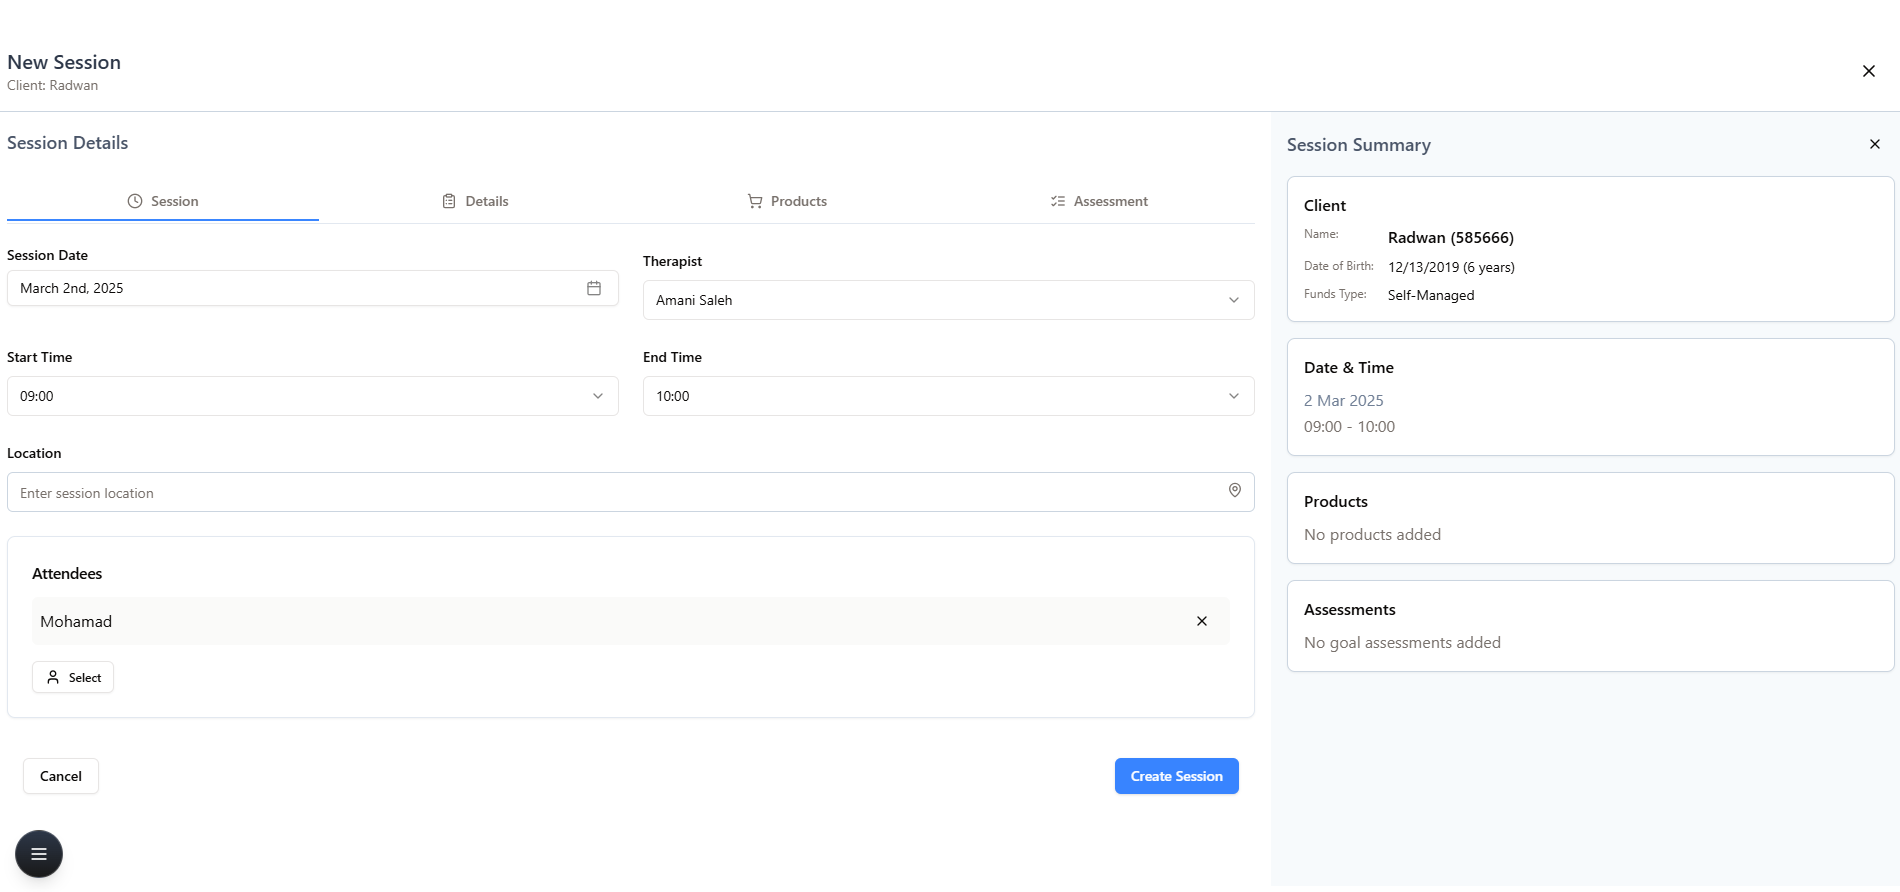 New Session
Client: Radwan
Session Details
Session
Details
Products
Assessment
Session Date
March 2nd, 2025
Therapist
Amani Saleh
Start Time
09:00
End Time
10:00
Location
Enter session location
Attendees
Mohamad
Select
Cancel
Create Session
Session Summary
Client
Name: Radwan (585666)
Date of Birth: 12/13/2019 (6 years)
Funds Type: Self-Managed
Date & Time
2 Mar 2025
09:00 - 10:00
Products
No products added
Assessments
No goal assessments added